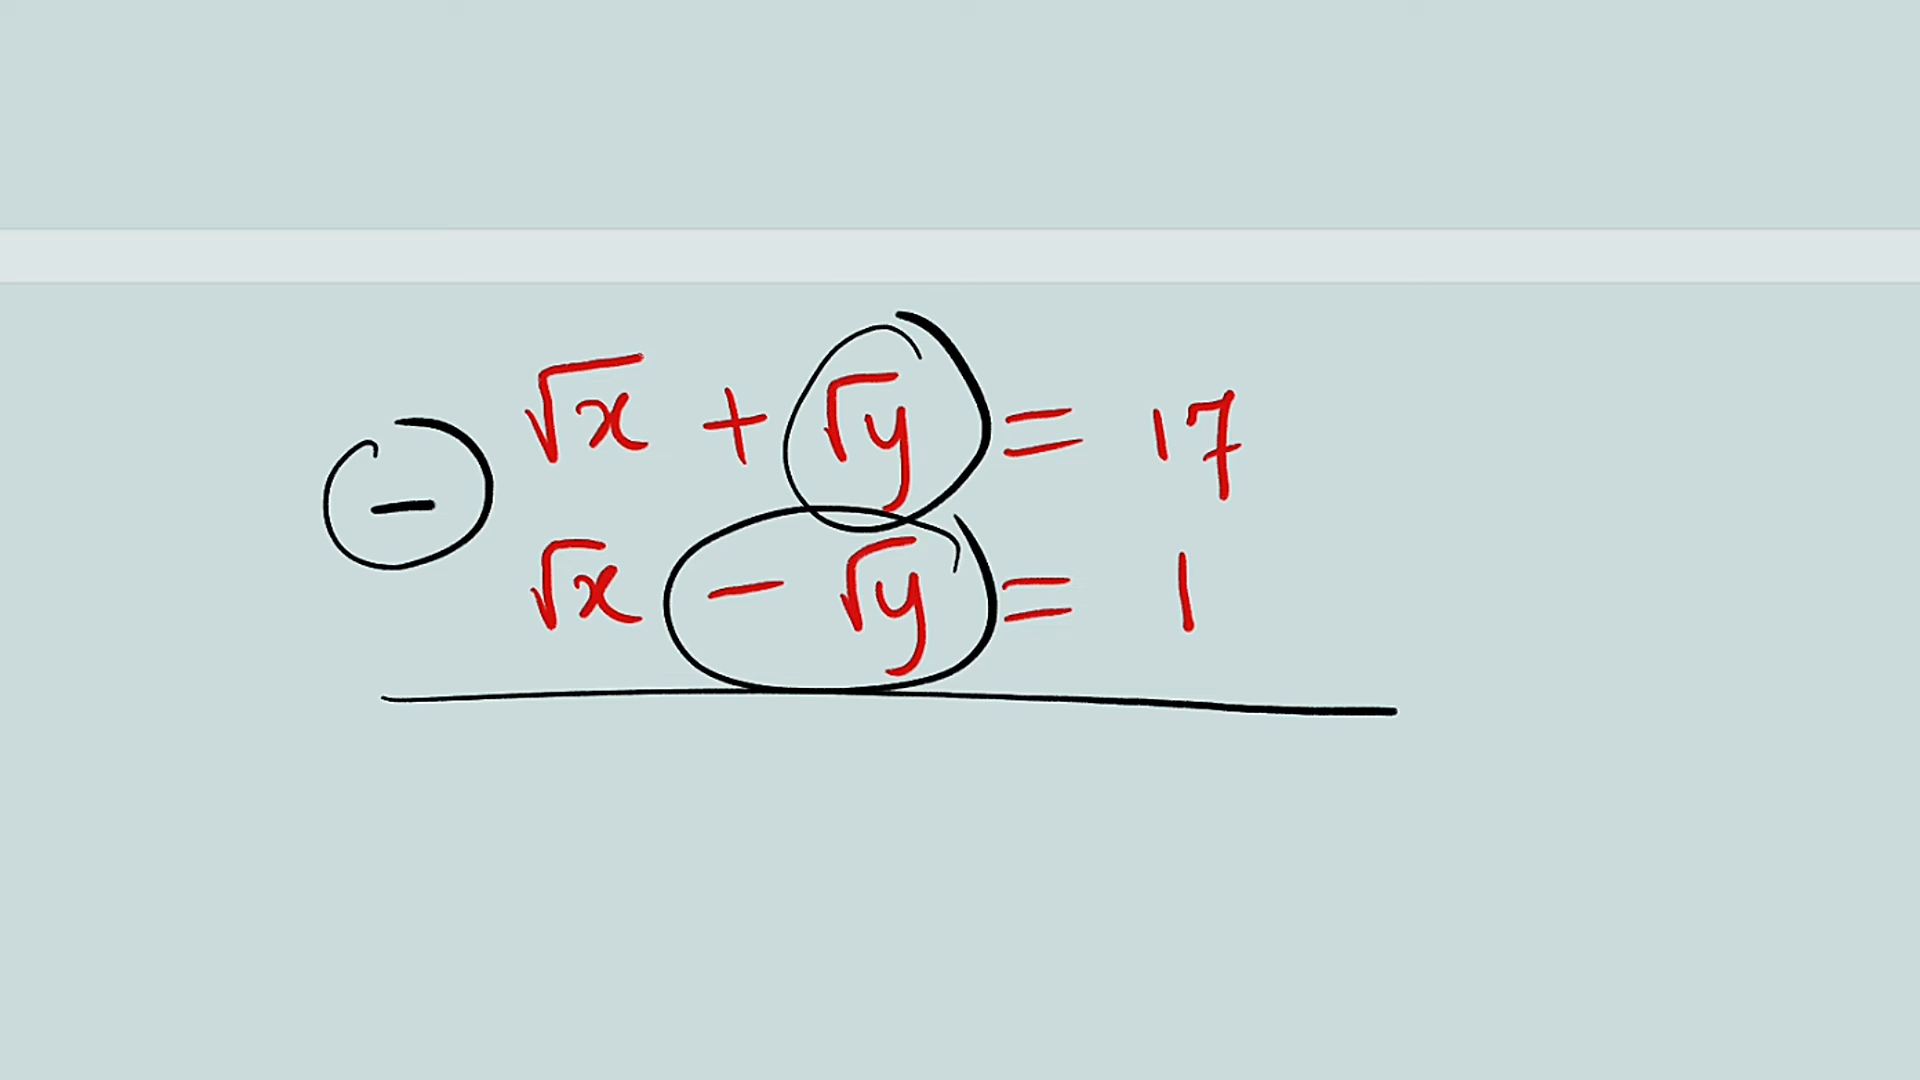 √x + √y = 17
−
√x − √y = 1